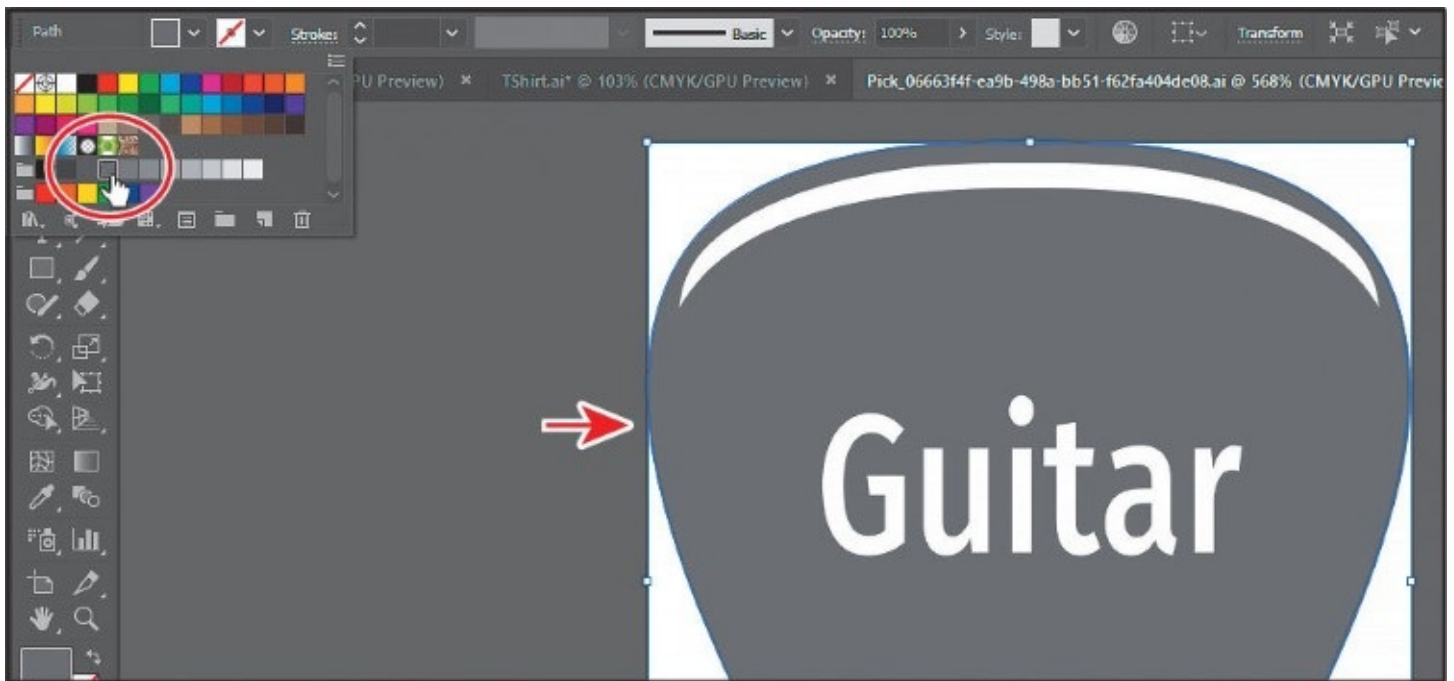 Path Stroke: Basic Opacity: 100% Style: Transform
PU Preview) × TShirt.ai* @ 103% (CMYK/GPU Preview) × Pick_06663f4f-ea9b-498a-bb51-f62fa404de08.ai @ 568% (CMYK/GPU Previe
Guitar